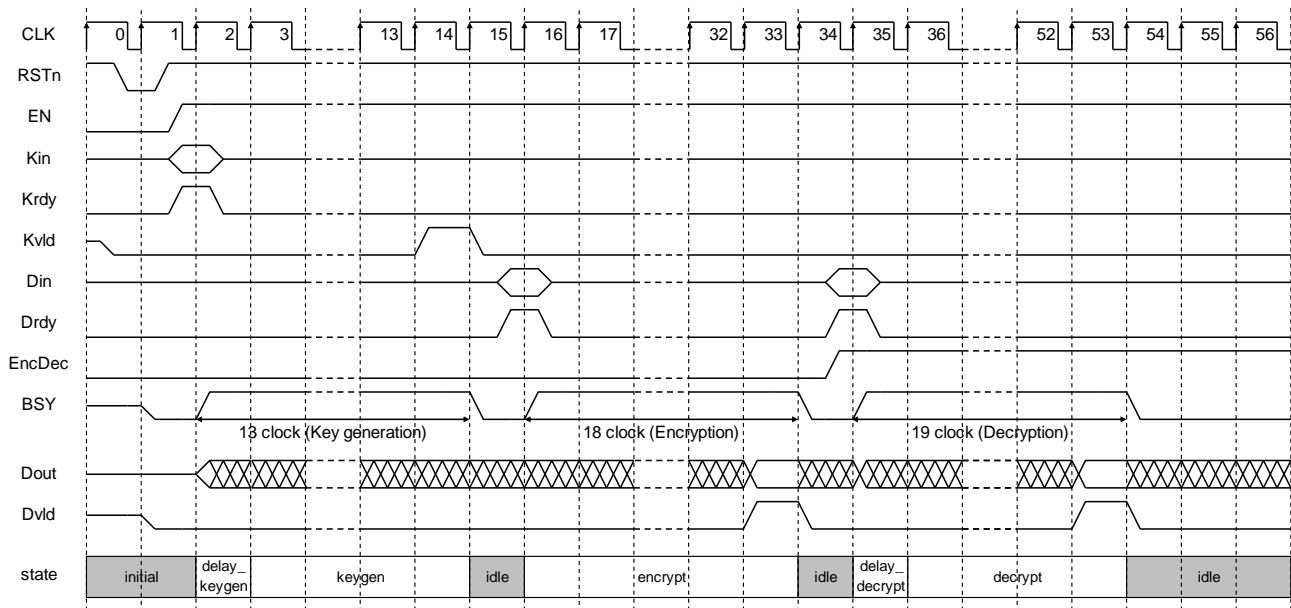 CLK 0 1 2 3 13 14 15 16 17 32 33 34 35 36 52 53 54 55 56
RSTn
EN
Kin
Krdy
Kvld
Din
Drdy
EncDec
BSY
13 clock (Key generation) 18 clock (Encryption) 19 clock (Decryption)
Dout
Dvld
state initial delay_ keygen keygen idle encrypt idle delay_ decrypt decrypt idle